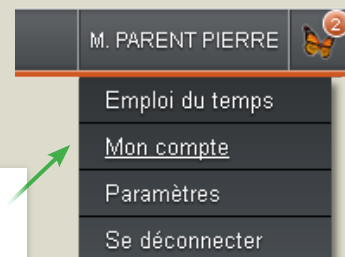 M. PARENT PIERRE 2
Emploi du temps
Mon compte
Paramètres
Se déconnecter